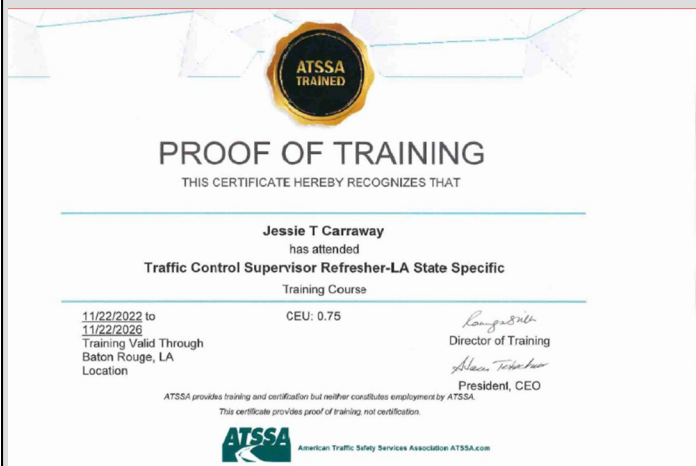 ATSSA
TRAINED
PROOF OF TRAINING
THIS CERTIFICATE HEREBY RECOGNIZES THAT
Jessie T Carraway
has attended
Traffic Control Supervisor Refresher-LA State Specific
Training Course
11/22/2022 to
11/22/2026
Training Valid Through
Baton Rouge, LA
Location
CEU: 0.75
Director of Training
President, CEO
ATSSA provides training and certification but neither constitutes employment by ATSSA.
This certificate provides proof of training, not certification.
ATSSA
American Traffic Safety Services Association ATSSA.com